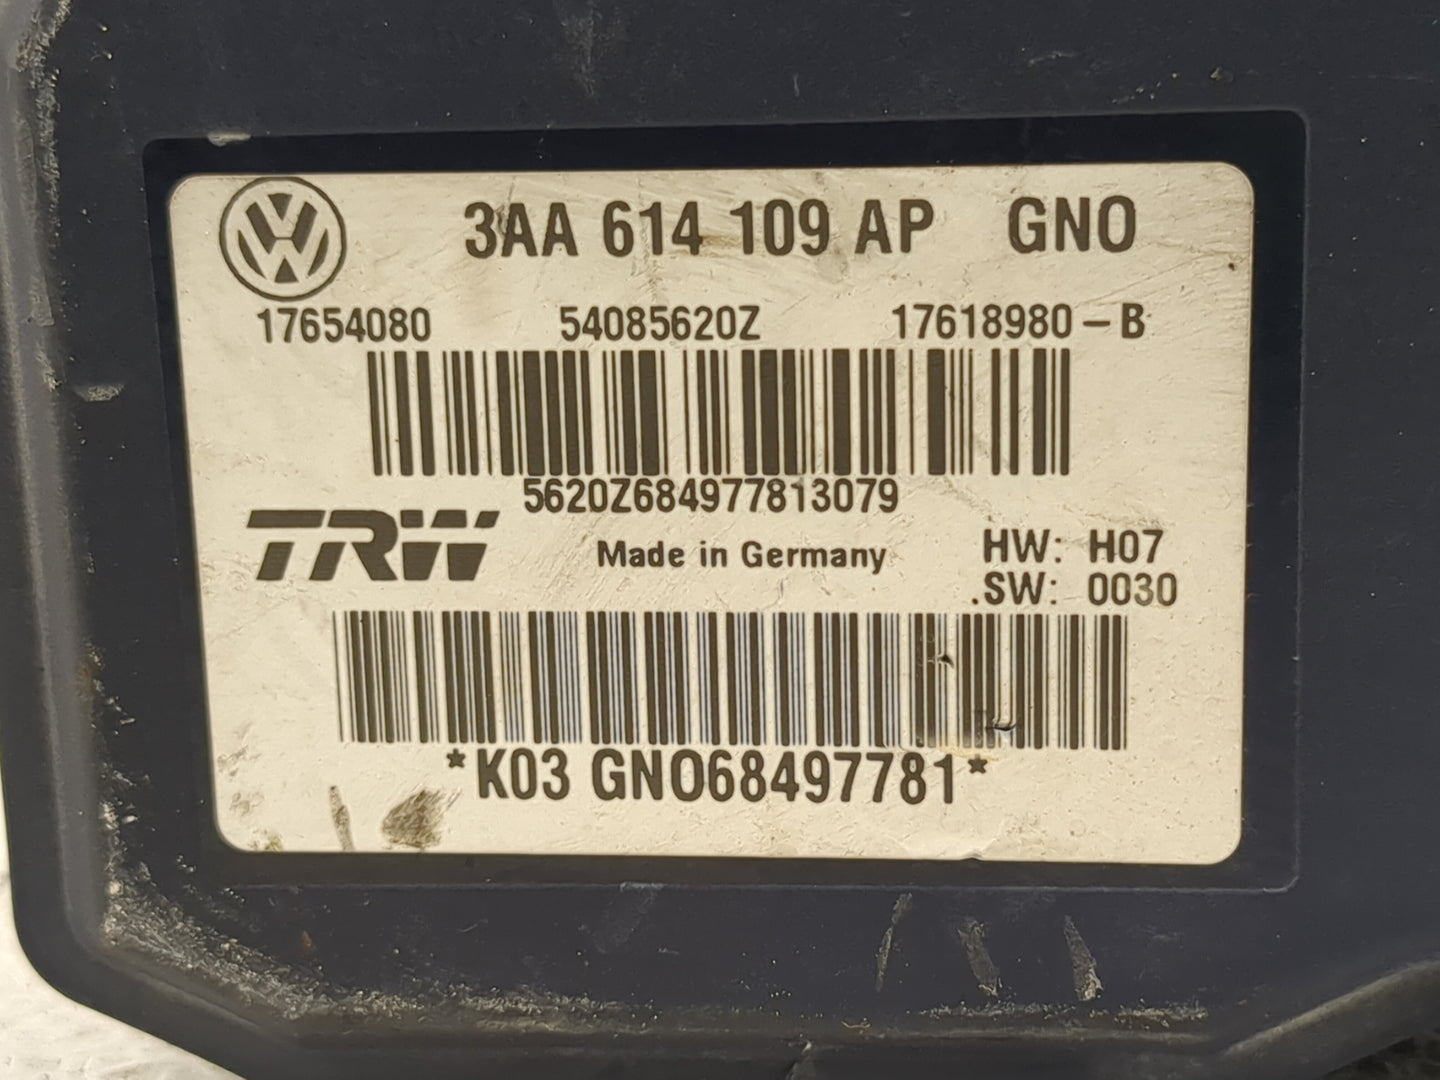 3AA 614 109 AP GNO
17654080 54085620Z 17618980-B
5620Z684977813079
TRW Made in Germany HW: H07
.SW: 0030
*K03 GNO68497781*